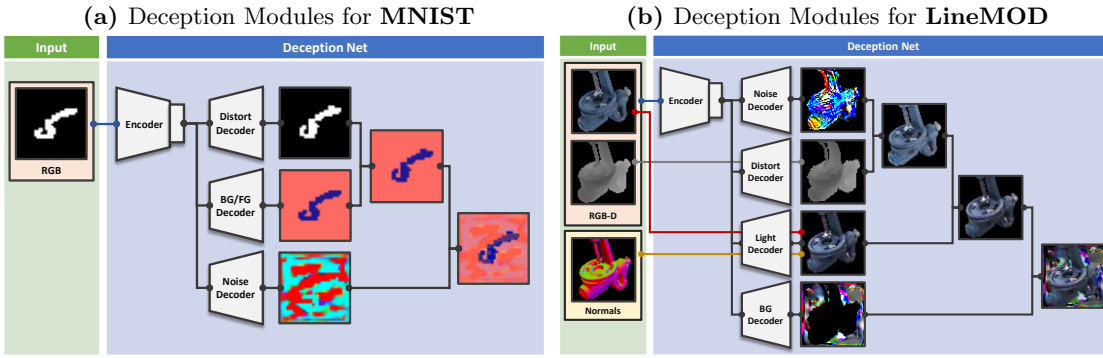 (a) Deception Modules for MNIST
Input
Deception Net
RGB
Encoder
Distort
Decoder
BG/FG
Decoder
Noise
Decoder
(b) Deception Modules for LineMOD
Input
Deception Net
RGB-D
Normals
Encoder
Noise
Decoder
Distort
Decoder
Light
Decoder
BG
Decoder